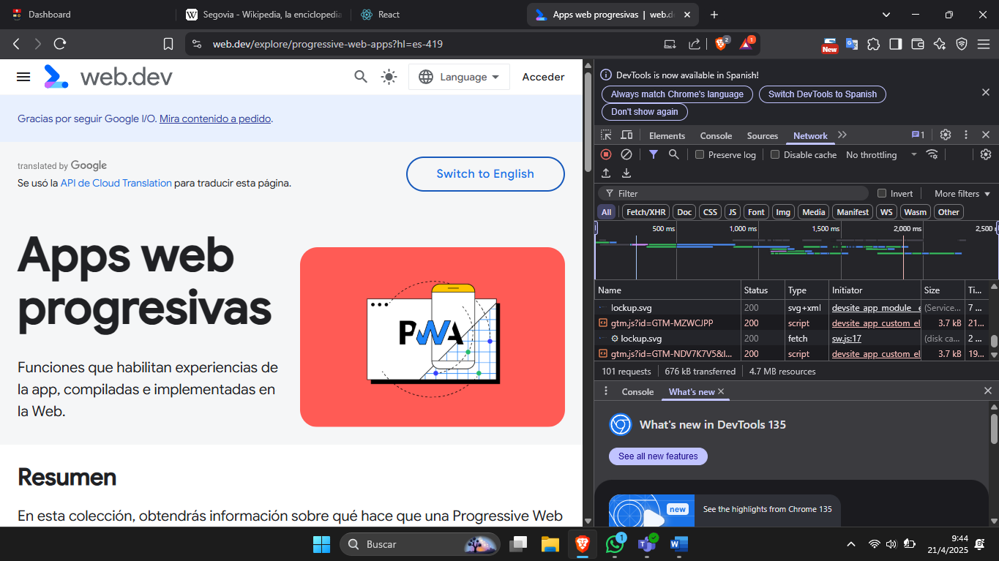 Dashboard
W Segovia - Wikipedia, la enciclopedia
React
Apps web progresivas | web.de
web.dev/explore/progressive-web-apps?hl=es-419
2
1
New
web.dev
Language
Acceder
Gracias por seguir Google I/O. Mira contenido a pedido.
translated by Google
Se usó la API de Cloud Translation para traducir esta página.
Switch to English
Apps web
progresivas
PWA
Funciones que habilitan experiencias de
la app, compiladas e implementadas en
la Web.
Resumen
En esta colección, obtendrás información sobre qué hace que una Progressive Web
DevTools is now available in Spanish!
Always match Chrome's language
Switch DevTools to Spanish
Don't show again
Elements
Console
Sources
Network
1
Preserve log
Disable cache
No throttling
Filter
Invert
More filters
All
Fetch/XHR
Doc
CSS
JS
Font
Img
Media
Manifest
WS
Wasm
Other
500 ms
1,000 ms
1,500 ms
2,000 ms
2,500
Name Status Type Initiator Size Ti...
lockup.svg 200 svg+xml devsite_app_module (Service... 7 ...
gtm.js?id=GTM-MZWCJPP 200 script devsite_app_custom_el 3.7 kB 21...
lockup.svg 200 fetch sw.js:17 (disk ca... 2 ...
gtm.js?id=GTM-NDV7K7V5&l... 200 script devsite_app_custom_el 3.7 kB 19...
101 requests 676 kB transferred 4.7 MB resources
Console
What's new
What's new in DevTools 135
See all new features
new
See the highlights from Chrome 135
Buscar
1
9:44
21/4/2025